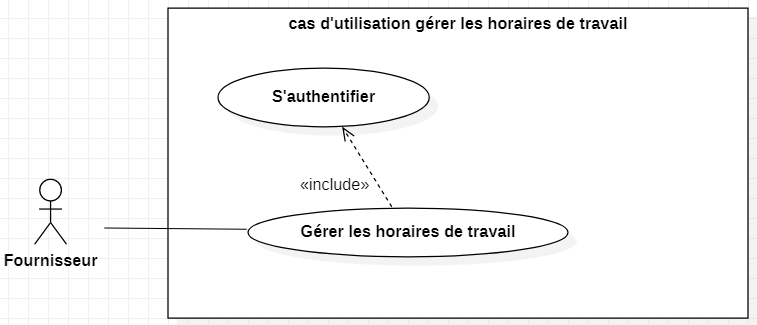 cas d'utilisation gérer les horaires de travail
S'authentifier
«include»
Gérer les horaires de travail
Fournisseur